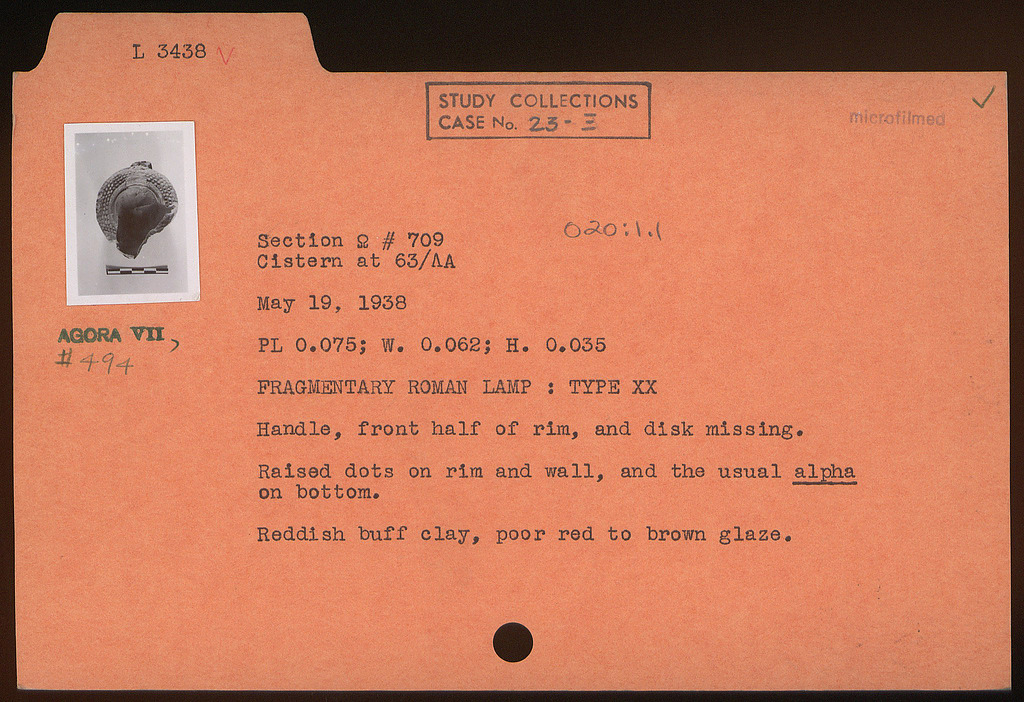 L 3438 V
STUDY COLLECTIONS
CASE No. 23 - Ξ
microfilmed
O20:1.1
Section Ω # 709
Cistern at 63/ΛΑ
May 19, 1938
AGORA VII,
# 494
PL 0.075; W. 0.062; H. 0.035
FRAGMENTARY ROMAN LAMP : TYPE XX
Handle, front half of rim, and disk missing.
Raised dots on rim and wall, and the usual alpha
on bottom.
Reddish buff clay, poor red to brown glaze.